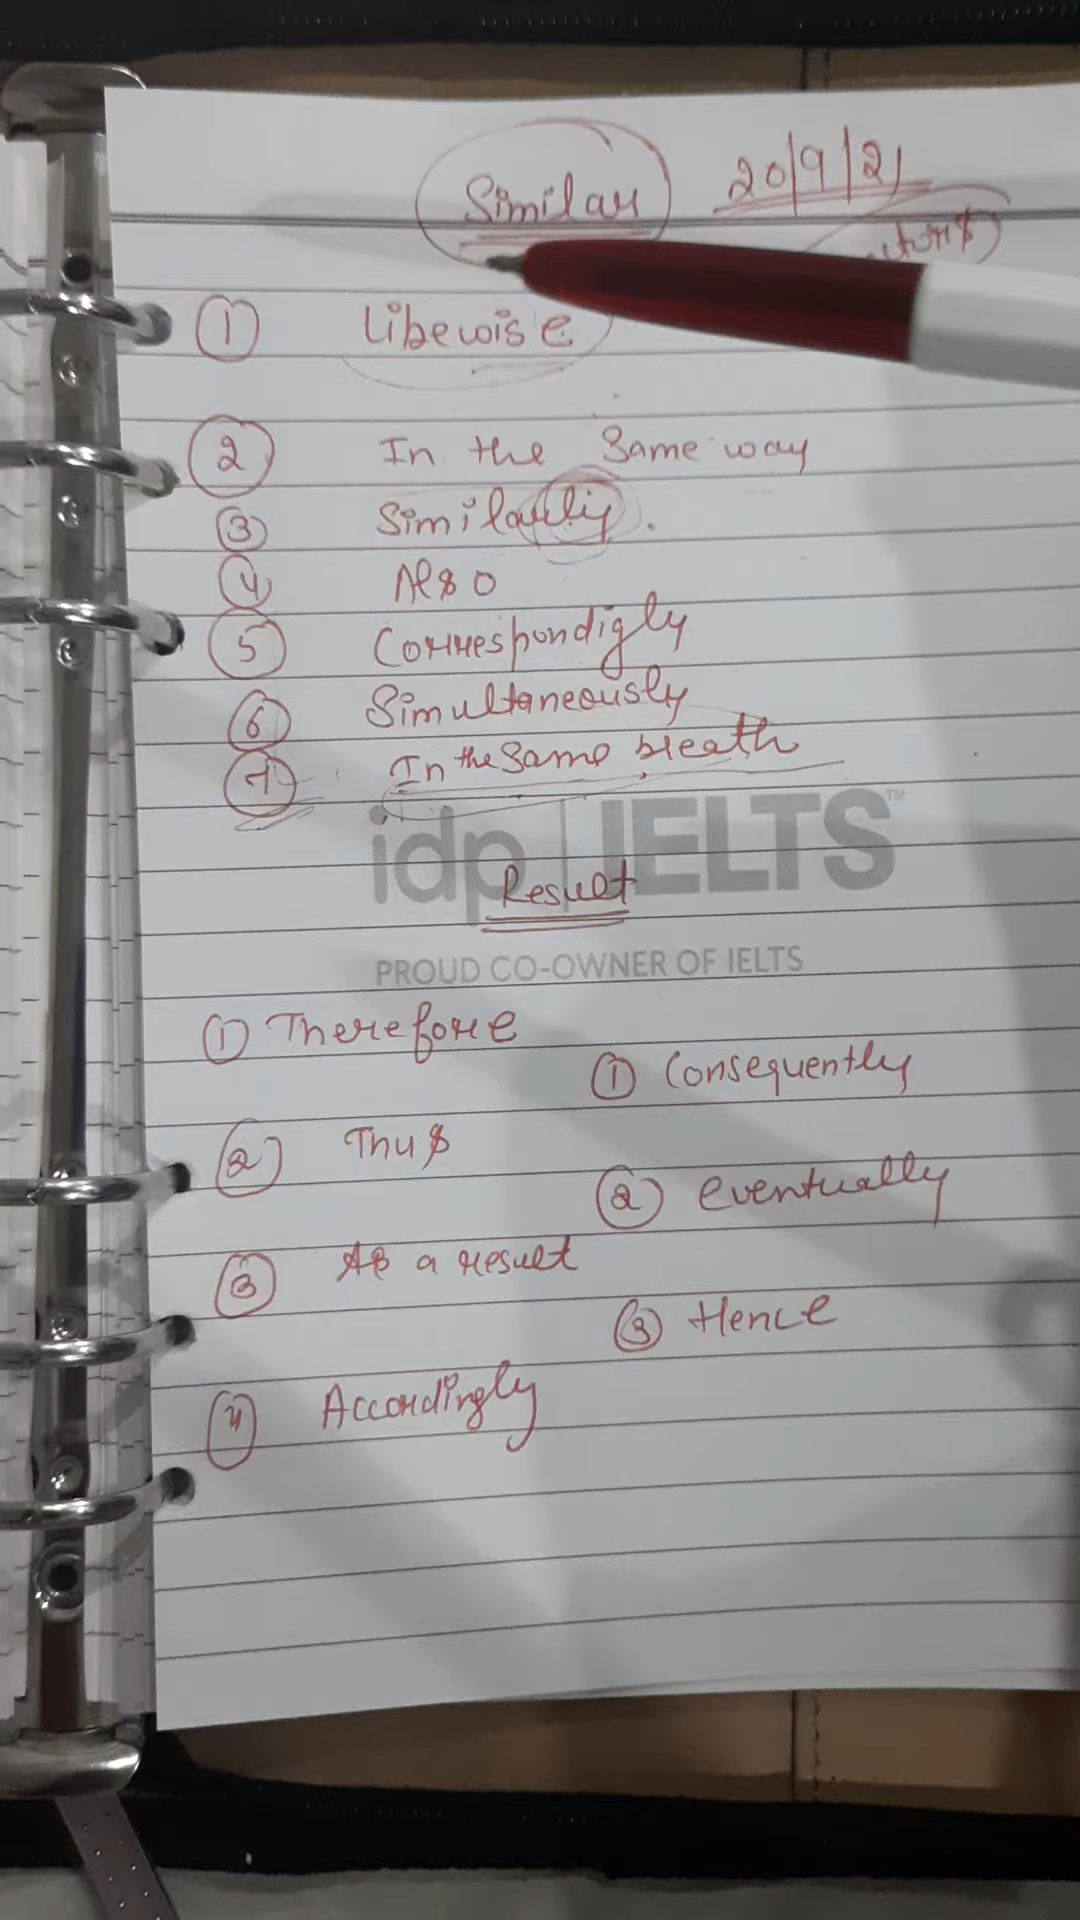 Similar 20/9/21
① Likewise
② In the Same way
③ Similarly.
④ Also
⑤ Correspondigly
⑥ Simultaneously
⑦ In the Same breath
idp IELTS™
Result
PROUD CO-OWNER OF IELTS
① Therefore
① Consequently
② Thus
② eventually
③ As a result
③ Hence
④ Accordingly